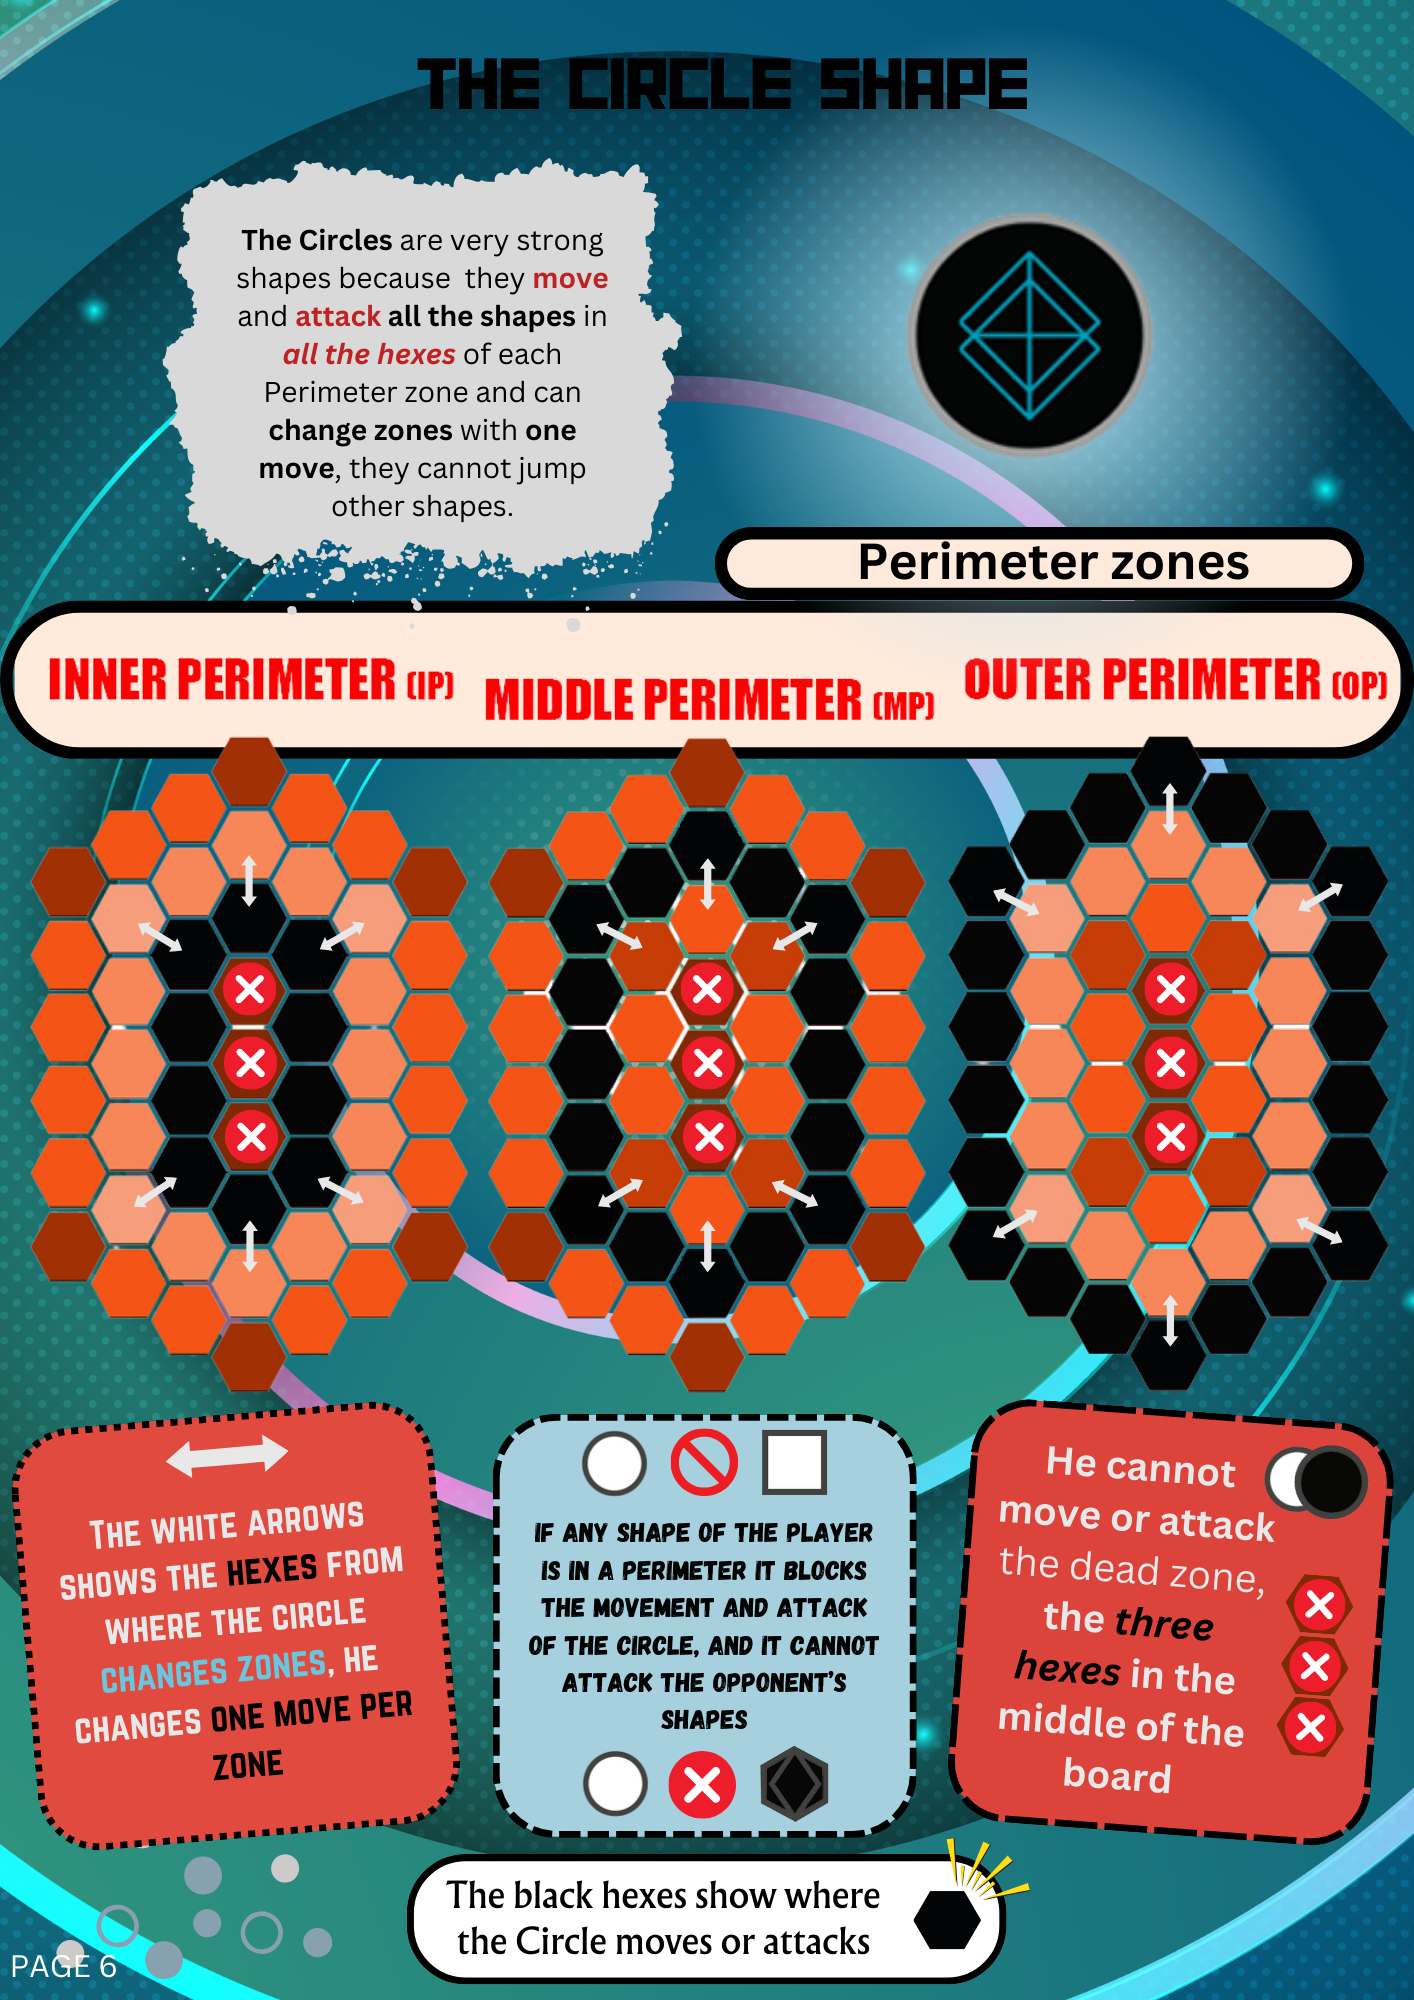 THE CIRCLE SHAPE
The Circles are very strong
shapes because they move
and attack all the shapes in
all the hexes of each
Perimeter zone and can
change zones with one
move, they cannot jump
other shapes.
Perimeter zones
INNER PERIMETER (IP)
MIDDLE PERIMETER (MP)
OUTER PERIMETER (OP)
THE WHITE ARROWS
SHOWS THE HEXES FROM
WHERE THE CIRCLE
CHANGES ZONES, HE
CHANGES ONE MOVE PER
ZONE
IF ANY SHAPE OF THE PLAYER
IS IN A PERIMETER IT BLOCKS
THE MOVEMENT AND ATTACK
OF THE CIRCLE, AND IT CANNOT
ATTACK THE OPPONENT'S
SHAPES
He cannot
move or attack
the dead zone,
the three
hexes in the
middle of the
board
The black hexes show where
the Circle moves or attacks
PAGE 6